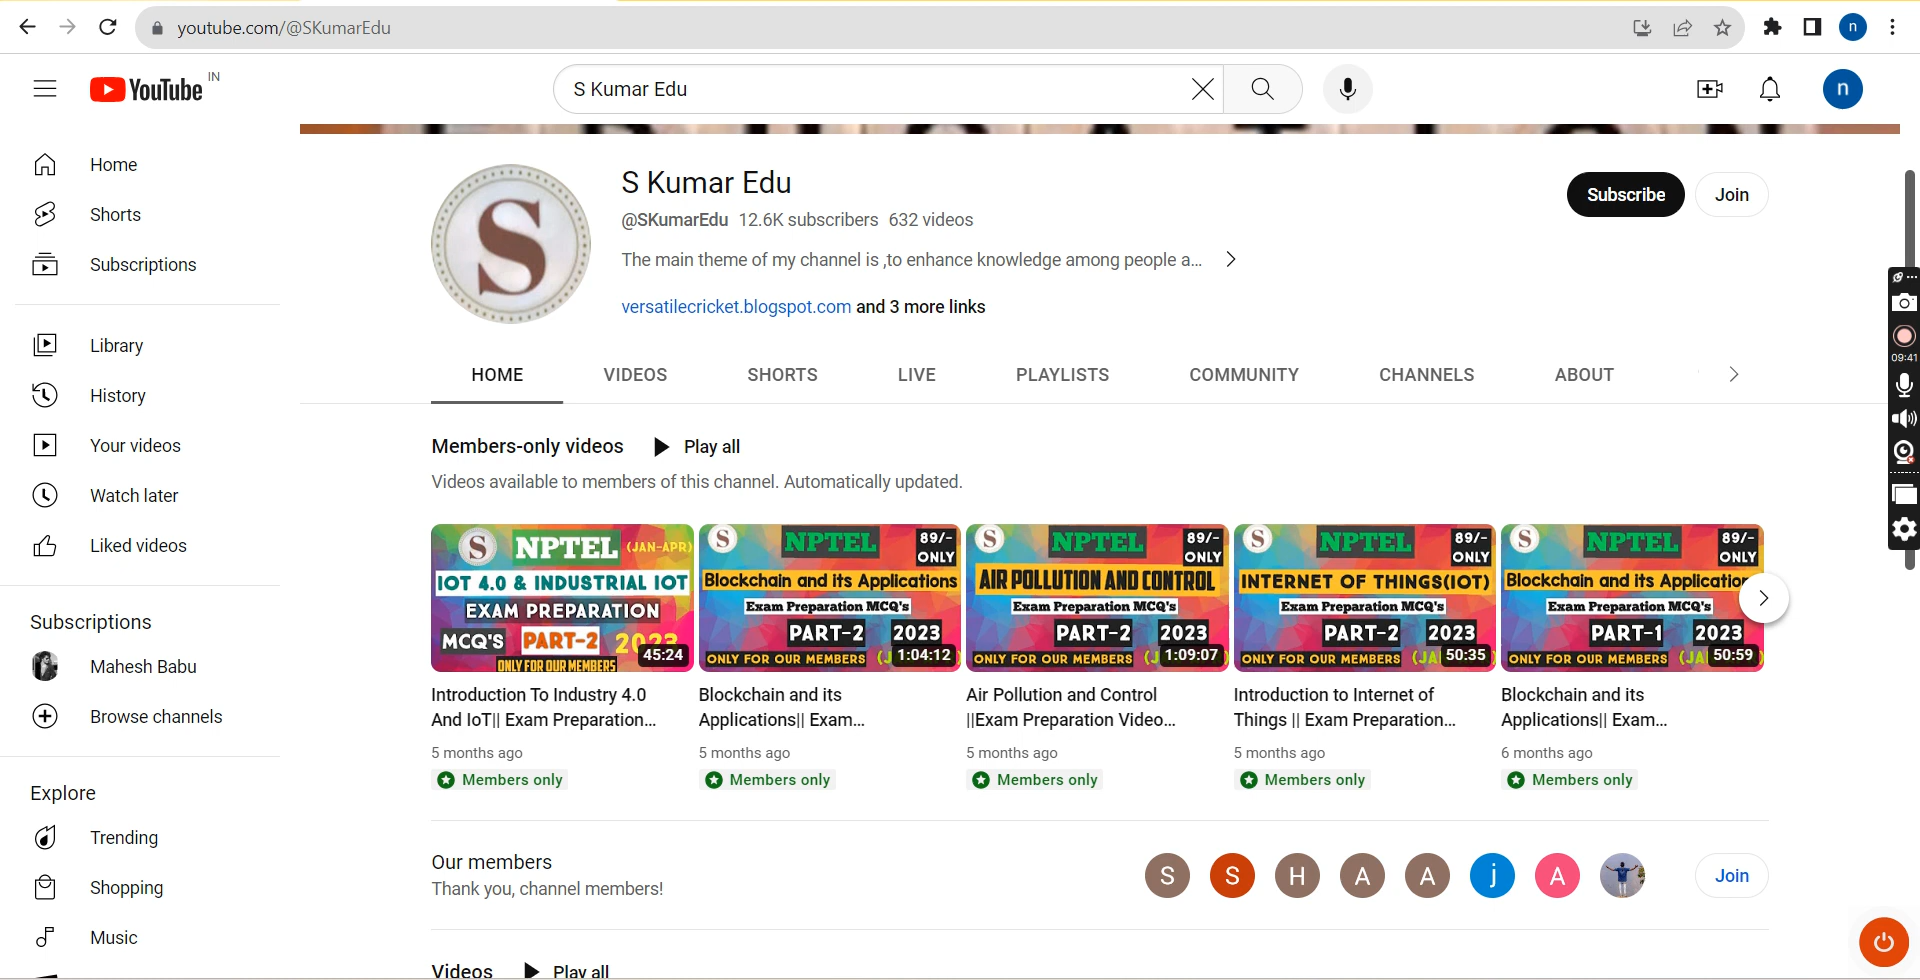 youtube.com/@SKumarEdu
n
YouTube IN
S Kumar Edu
n
Home
Shorts
Subscriptions
Library
History
Your videos
Watch later
Liked videos
Subscriptions
Mahesh Babu
Browse channels
Explore
Trending
Shopping
Music
S
S Kumar Edu
@SKumarEdu 12.6K subscribers 632 videos
The main theme of my channel is ,to enhance knowledge among people a...
versatilecricket.blogspot.com and 3 more links
Subscribe
Join
09:41
HOME VIDEOS SHORTS LIVE PLAYLISTS COMMUNITY CHANNELS ABOUT
Members-only videos Play all
Videos available to members of this channel. Automatically updated.
S NPTEL (JAN-APR)
IOT 4.0 & INDUSTRIAL IOT
EXAM PREPARATION
MCQ'S PART-2 2023
ONLY FOR OUR MEMBERS
45:24
Introduction To Industry 4.0
And IoT|| Exam Preparation...
5 months ago
Members only
S NPTEL 89/-
ONLY
Blockchain and its Applications
Exam Preparation MCQ's
PART-2 2023
ONLY FOR OUR MEMBERS
1:04:12
Blockchain and its
Applications|| Exam...
5 months ago
Members only
S NPTEL 89/-
ONLY
AIR POLLUTION AND CONTROL
Exam Preparation MCQ's
PART-2 2023
ONLY FOR OUR MEMBERS
1:09:07
Air Pollution and Control
||Exam Preparation Video...
5 months ago
Members only
S NPTEL 89/-
ONLY
INTERNET OF THINGS(IOT)
Exam Preparation MCQ's
PART-2 2023
ONLY FOR OUR MEMBERS
50:35
Introduction to Internet of
Things || Exam Preparation...
5 months ago
Members only
S NPTEL 89/-
ONLY
Blockchain and its
Exam Preparation MCQ's
PART-1 2023
ONLY FOR OUR MEMBERS
50:59
Blockchain and its
Applications|| Exam...
6 months ago
Members only
Our members
Thank you, channel members!
S S H A A j A
Join
Videos Play all